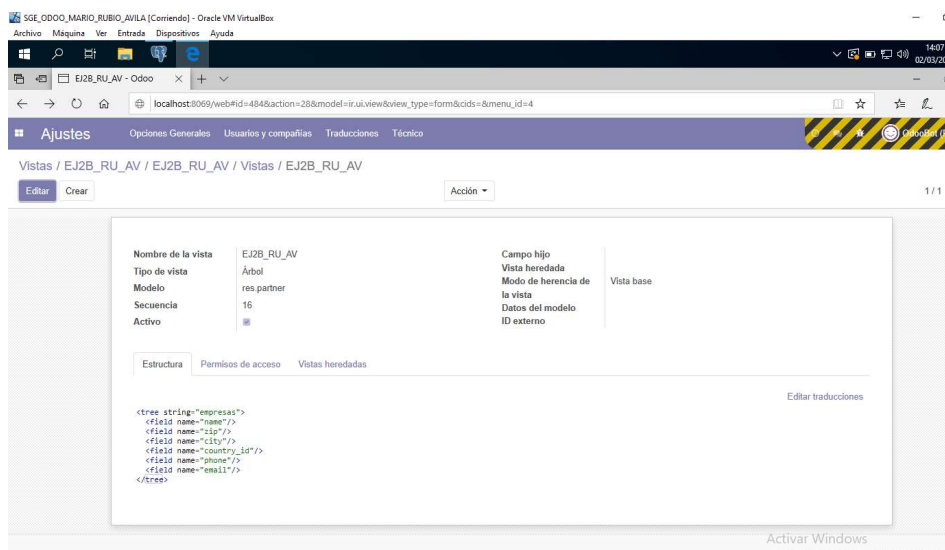 SGE_ODOO_MARIO_RUBIO_AVILA [Corriendo] - Oracle VM VirtualBox
Archivo Máquina Ver Entrada Dispositivos Ayuda
14:07
EJ2B_RU_AV - Odoo
localhost:8069/web#id=484&action=28&model=ir.ui.view&view_type=form&cids=&menu_id=4
Ajustes Opciones Generales Usuarios y compañías Traducciones Técnico
Vistas / EJ2B_RU_AV / EJ2B_RU_AV / Vistas / EJ2B_RU_AV
Editar Crear Acción 1 / 1
Nombre de la vista EJ2B_RU_AV
Tipo de vista Árbol
Modelo res.partner
Secuencia 16
Activo
Campo hijo
Vista heredada
Modo de herencia de la vista Vista base
Datos del modelo
ID externo
Estructura Permisos de acceso Vistas heredadas
Editar traducciones
<tree string="empresas">
<field name="name"/>
<field name="zip"/>
<field name="city"/>
<field name="country_id"/>
<field name="phone"/>
<field name="email"/>
</tree>
Activar Windows